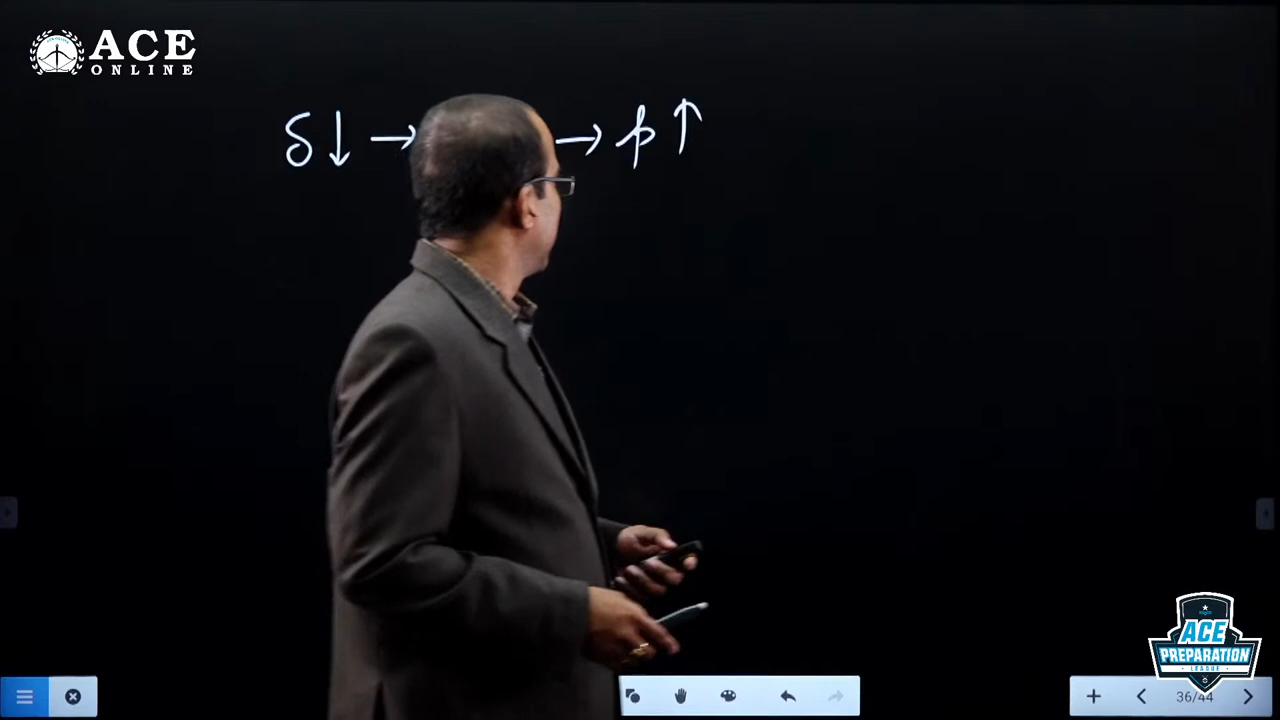 ACE
ONLINE
δ↓ → → p↑
ACE
PREPARATION
LEAGUE
36/44